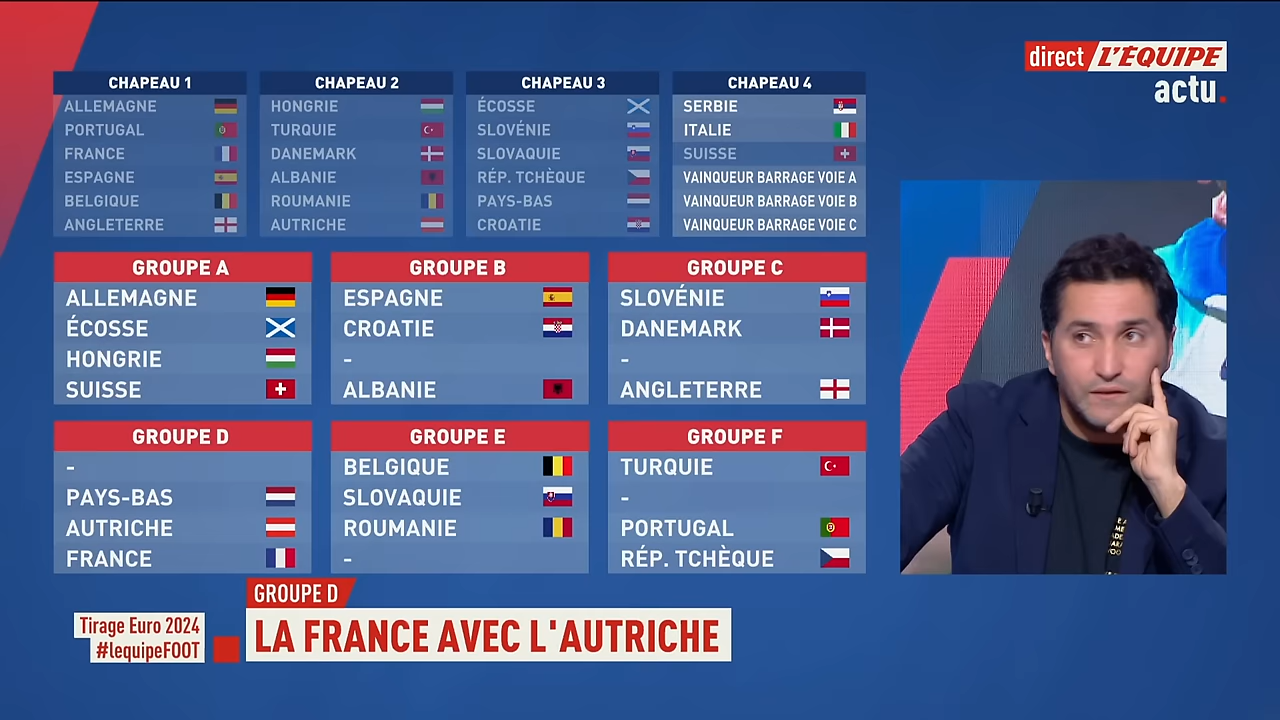 direct L'ÉQUIPE
actu.
CHAPEAU 1
ALLEMAGNE
PORTUGAL
FRANCE
ESPAGNE
BELGIQUE
ANGLETERRE
CHAPEAU 2
HONGRIE
TURQUIE
DANEMARK
ALBANIE
ROUMANIE
AUTRICHE
CHAPEAU 3
ÉCOSSE
SLOVÉNIE
SLOVAQUIE
RÉP. TCHÈQUE
PAYS-BAS
CROATIE
CHAPEAU 4
SERBIE
ITALIE
SUISSE
VAINQUEUR BARRAGE VOIE A
VAINQUEUR BARRAGE VOIE B
VAINQUEUR BARRAGE VOIE C
GROUPE A
ALLEMAGNE
ÉCOSSE
HONGRIE
SUISSE
GROUPE B
ESPAGNE
CROATIE
-
ALBANIE
GROUPE C
SLOVÉNIE
DANEMARK
-
ANGLETERRE
GROUPE D
-
PAYS-BAS
AUTRICHE
FRANCE
GROUPE E
BELGIQUE
SLOVAQUIE
ROUMANIE
-
GROUPE F
TURQUIE
-
PORTUGAL
RÉP. TCHÈQUE
GROUPE D
Tirage Euro 2024
#lequipeFOOT
LA FRANCE AVEC L'AUTRICHE